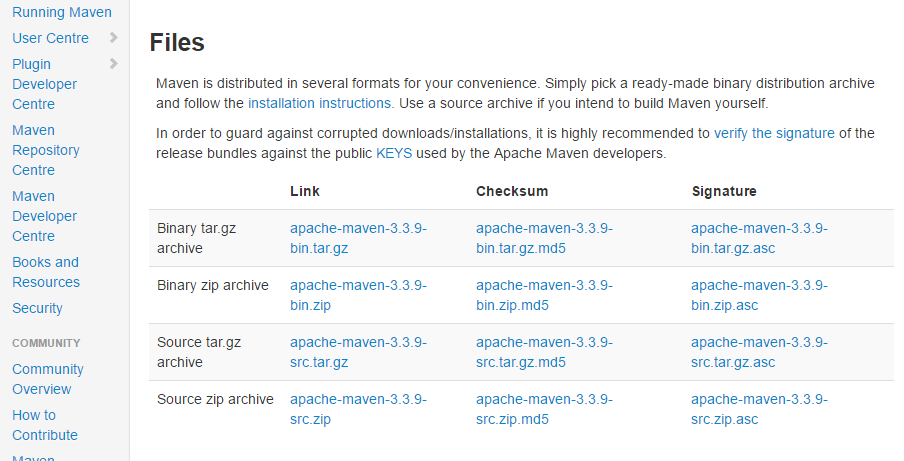 Running Maven
User Centre
Plugin
Developer
Centre
Maven
Repository
Centre
Maven
Developer
Centre
Books and
Resources
Security
COMMUNITY
Community
Overview
How to
Contribute
Maven
Files
Maven is distributed in several formats for your convenience. Simply pick a ready-made binary distribution archive
and follow the installation instructions. Use a source archive if you intend to build Maven yourself.
In order to guard against corrupted downloads/installations, it is highly recommended to verify the signature of the
release bundles against the public KEYS used by the Apache Maven developers.
Link Checksum Signature
Binary tar.gz apache-maven-3.3.9- apache-maven-3.3.9- apache-maven-3.3.9-
archive bin.tar.gz bin.tar.gz.md5 bin.tar.gz.asc
Binary zip archive apache-maven-3.3.9- apache-maven-3.3.9- apache-maven-3.3.9-
bin.zip bin.zip.md5 bin.zip.asc
Source tar.gz apache-maven-3.3.9- apache-maven-3.3.9- apache-maven-3.3.9-
archive src.tar.gz src.tar.gz.md5 src.tar.gz.asc
Source zip archive apache-maven-3.3.9- apache-maven-3.3.9- apache-maven-3.3.9-
src.zip src.zip.md5 src.zip.asc